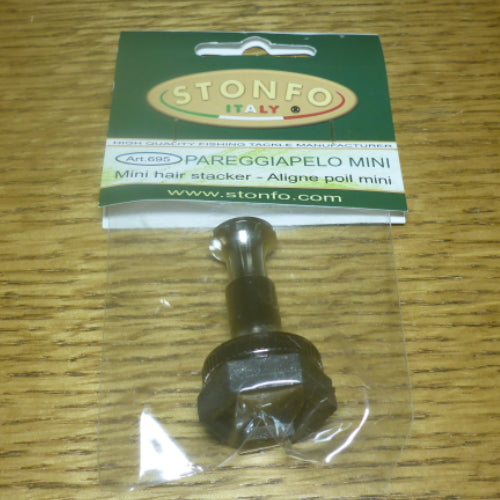 STONFO
ITALY ®
HIGH QUALITY FISHING TACKLE MANUFACTURER
Art.695 PAREGGIAPELO MINI
Mini hair stacker - Aligne poil mini
www.stonfo.com